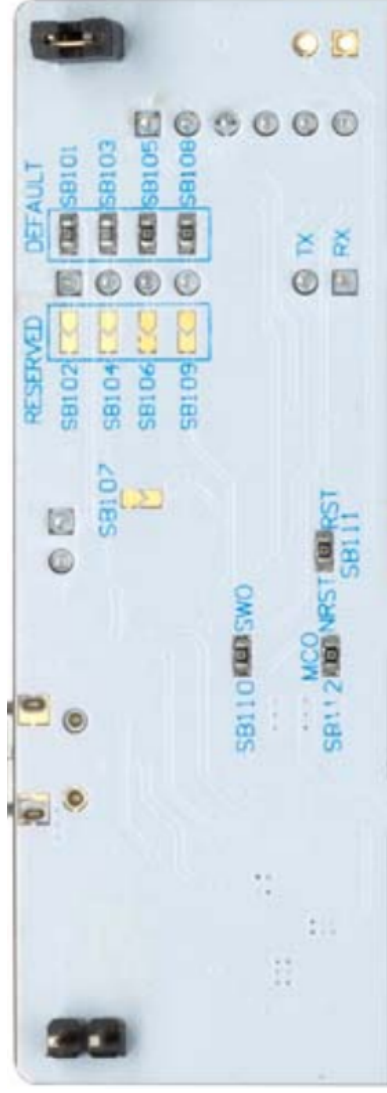 DEFAULT
SB101
SB103
SB105
SB108
RESERVED
SB102
SB104
SB106
SB109
TX
RX
SB107
SB110
SWO
RST
SB111
MCO
NRST
SB112